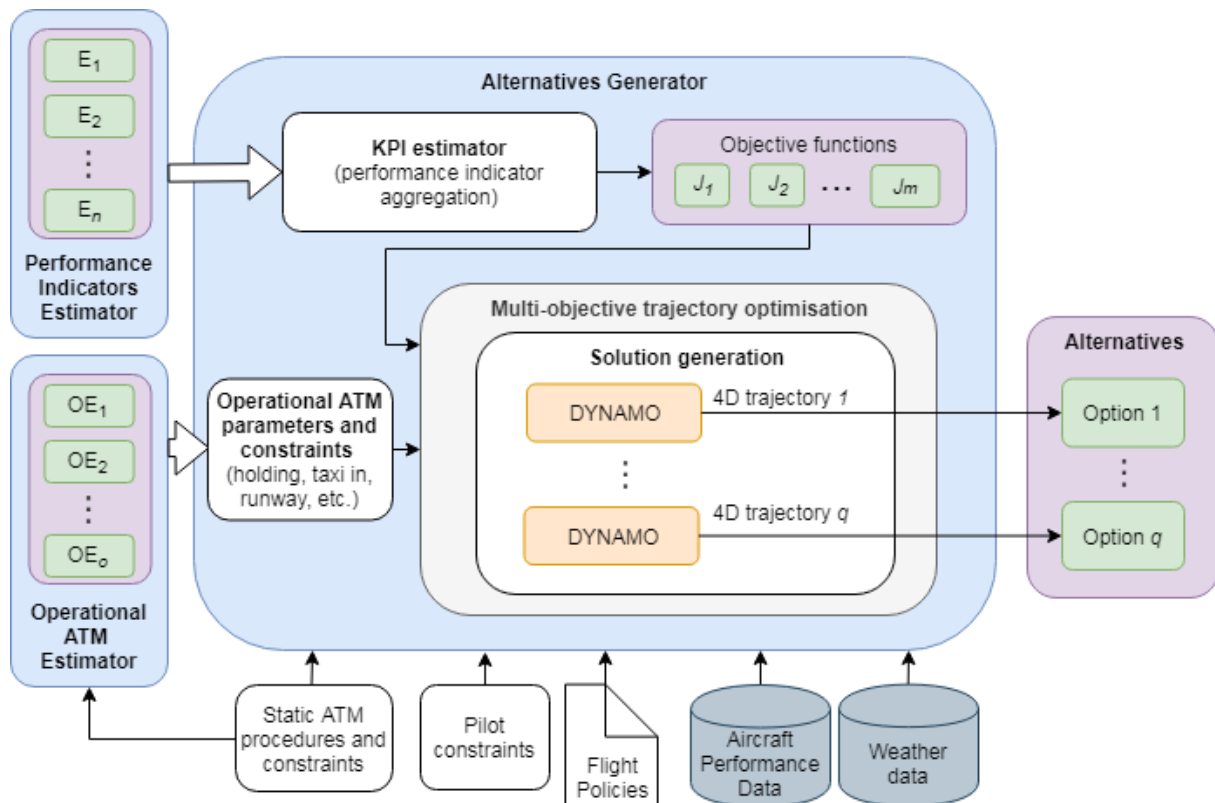 E1
E2
En
Performance
Indicators
Estimator
Alternatives Generator
KPI estimator
(performance indicator
aggregation)
Objective functions
J1 J2 ... Jm
Multi-objective trajectory optimisation
Solution generation
DYNAMO
4D trajectory 1
DYNAMO
4D trajectory q
Alternatives
Option 1
Option q
OE1
OE2
OEo
Operational
ATM
Estimator
Operational ATM
parameters and
constraints
(holding, taxi in,
runway, etc.)
Static ATM
procedures and
constraints
Pilot
constraints
Flight
Policies
Aircraft
Performance
Data
Weather
data